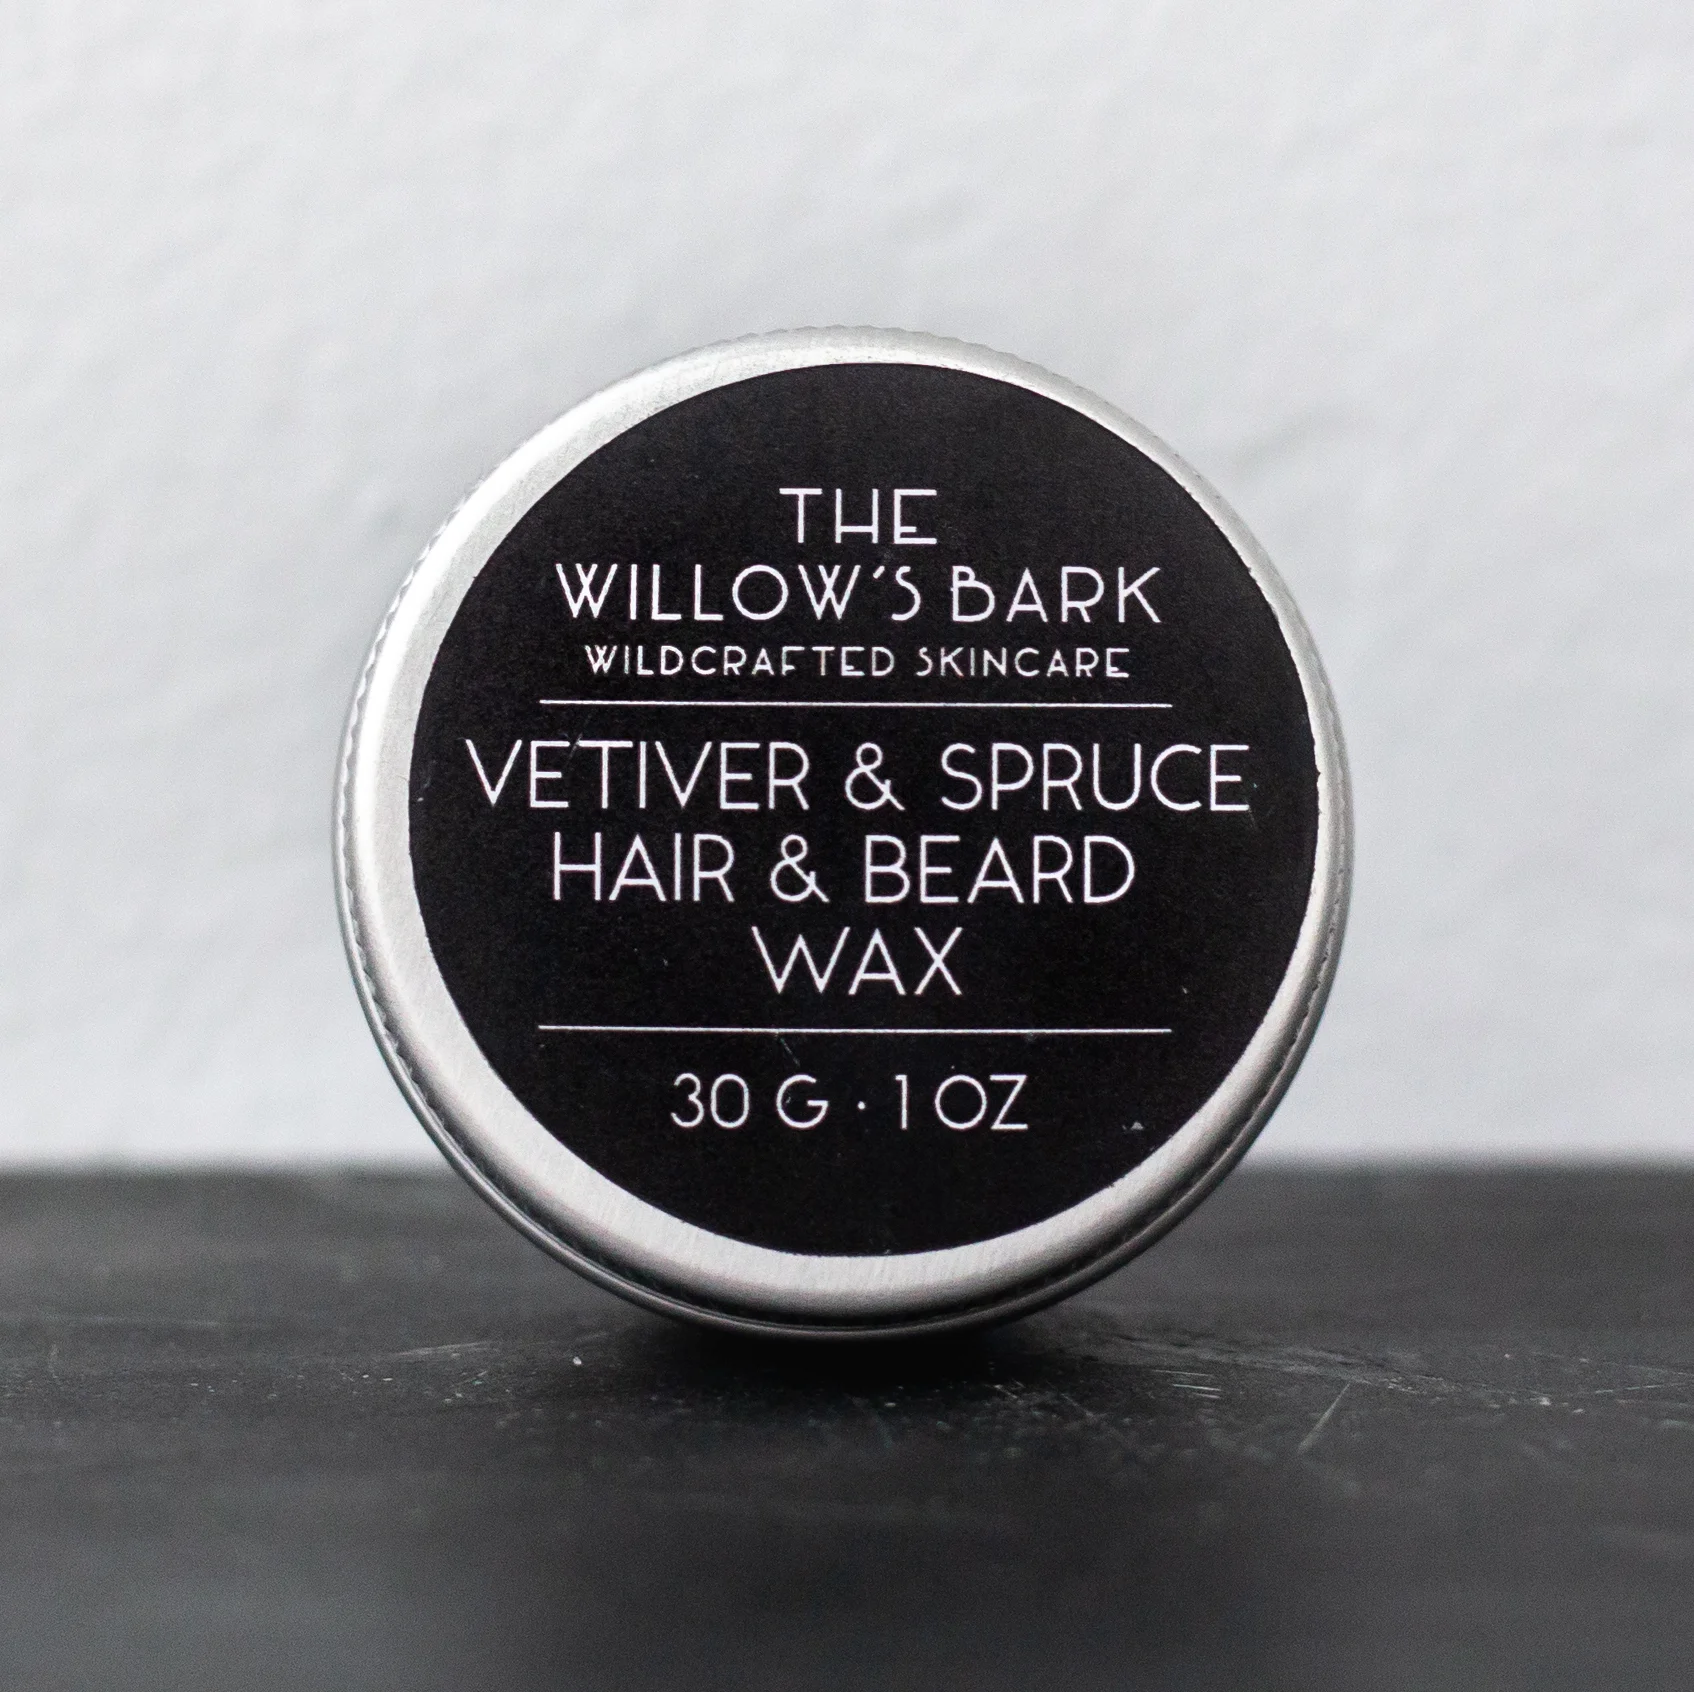 THE
WILLOW'S BARK
WILDCRAFTED SKINCARE
VETIVER & SPRUCE
HAIR & BEARD
WAX
30 G · 1 OZ